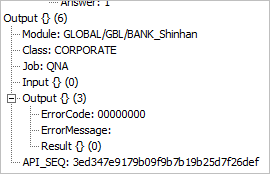 Answer: 1
Output {} (6)
Module: GLOBAL/GBL/BANK_Shinhan
Class: CORPORATE
Job: QNA
Input {} (0)
Output {} (3)
ErrorCode: 00000000
ErrorMessage:
Result {} (0)
API_SEQ: 3ed347e9179b09f9b7b19b25d7f26def